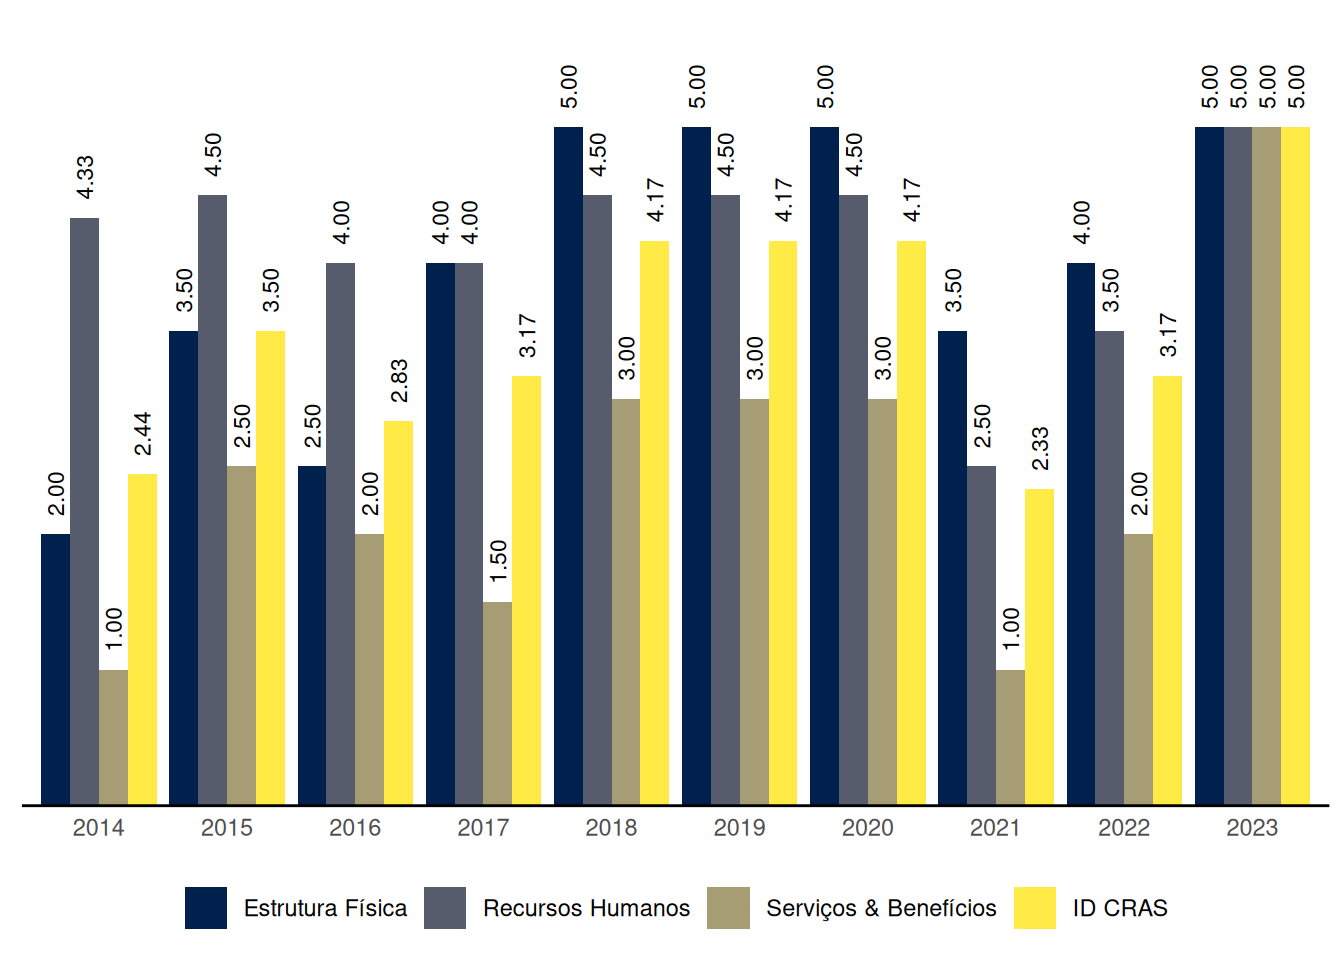 2.00 4.33 1.00 2.44
3.50 4.50 2.50 3.50
2.50 4.00 2.00 2.83
4.00 4.00 1.50 3.17
5.00 4.50 3.00 4.17
5.00 4.50 3.00 4.17
5.00 4.50 3.00 4.17
3.50 2.50 1.00 2.33
4.00 3.50 2.00 3.17
5.00 5.00 5.00 5.00
2014 2015 2016 2017 2018 2019 2020 2021 2022 2023
Estrutura Física Recursos Humanos Serviços & Benefícios ID CRAS